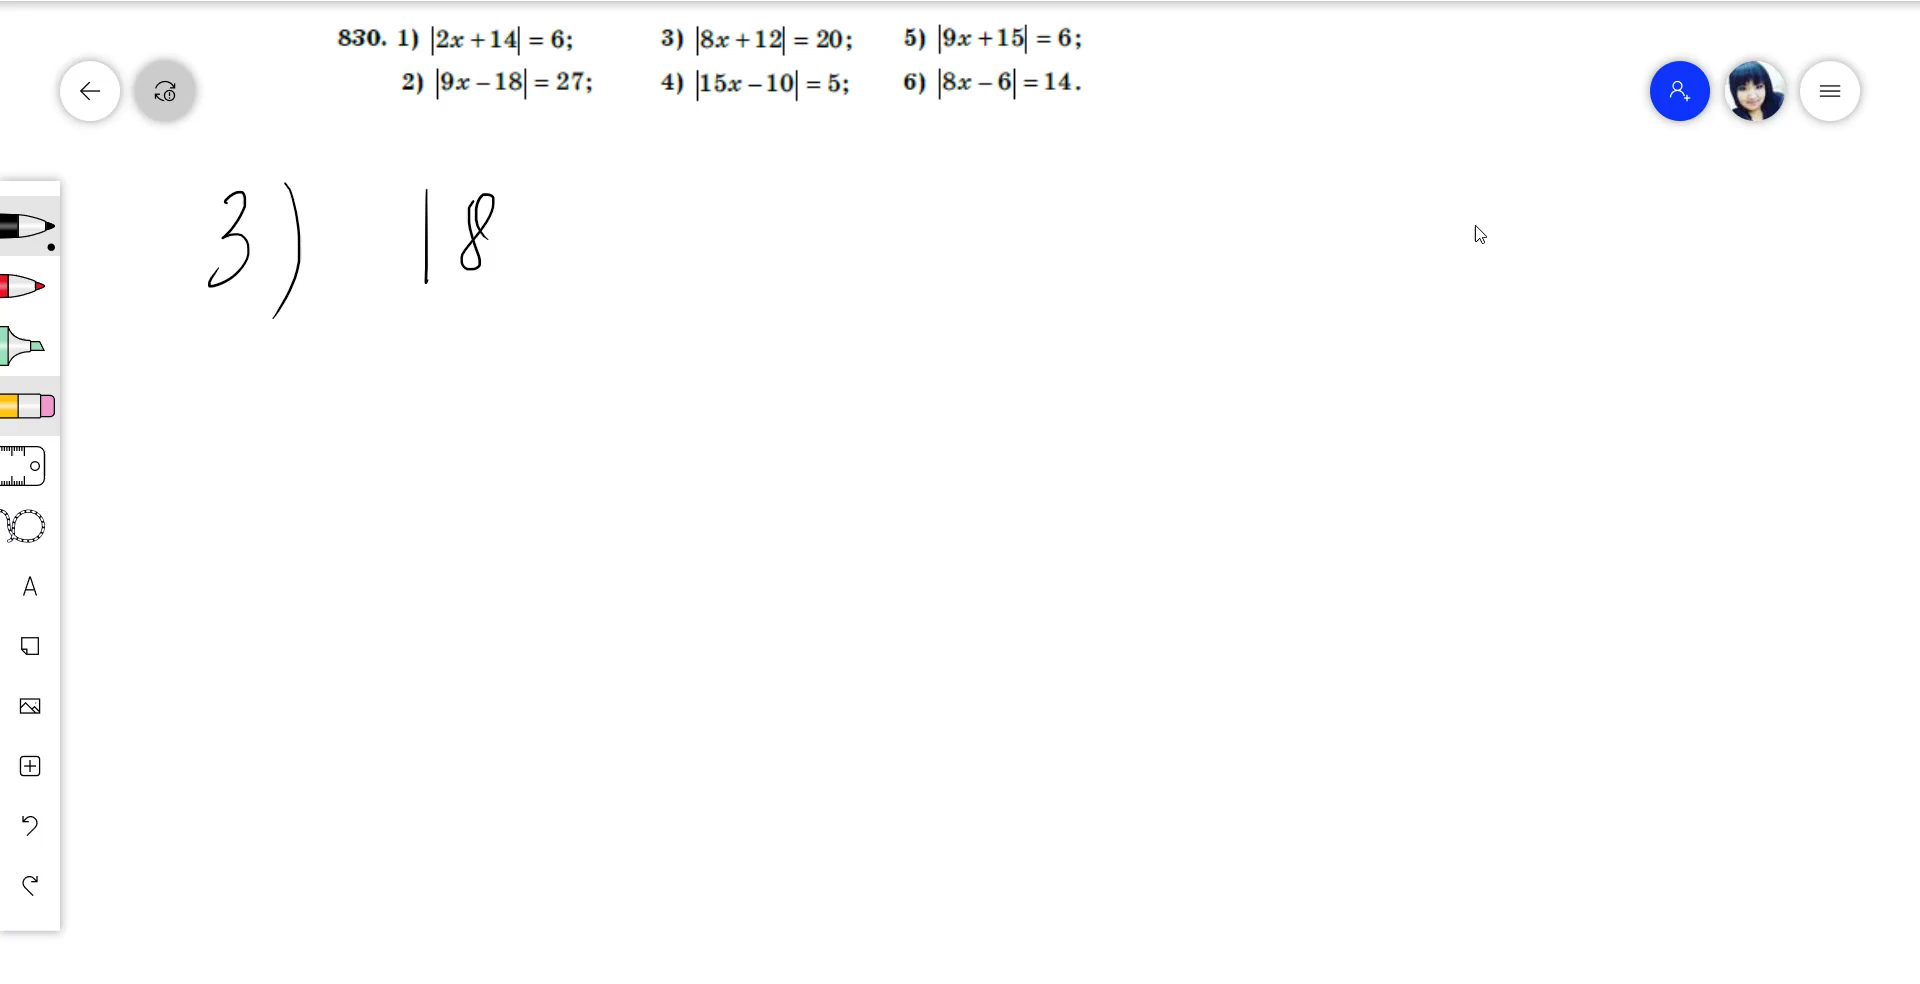 830. 1) |2x + 14| = 6; 3) |8x + 12| = 20; 5) |9x + 15| = 6;
2) |9x – 18| = 27; 4) |15x – 10| = 5; 6) |8x – 6| = 14.
3) |8
A